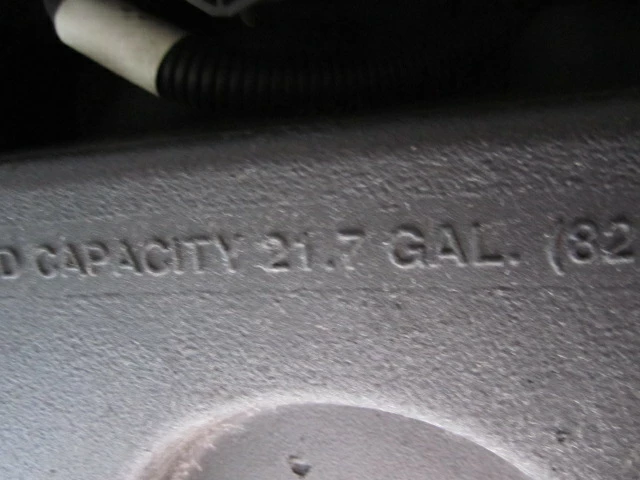 D CAPACITY 21.7 GAL. (82